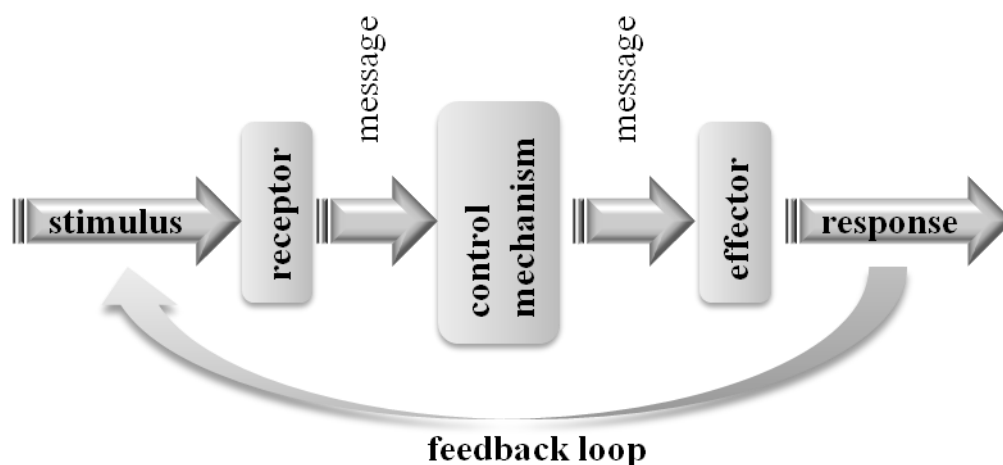 stimulus
receptor
message
control
mechanism
message
effector
response
feedback loop